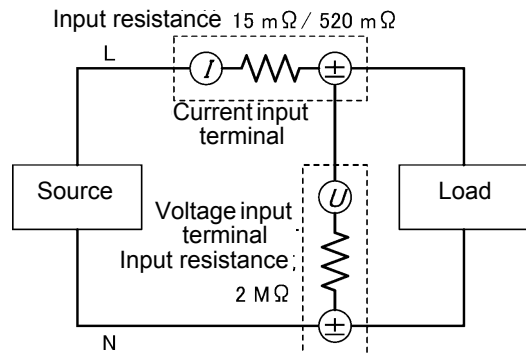 Input resistance 15 mΩ / 520 mΩ
L
I
±
Current input
terminal
Source
Load
U
Voltage input
terminal
Input resistance
2 MΩ
±
N